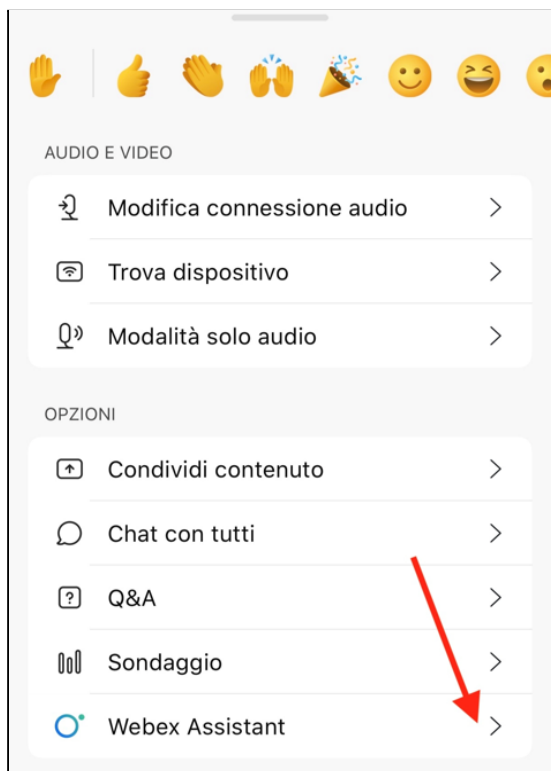 AUDIO E VIDEO
Modifica connessione audio
Trova dispositivo
Modalità solo audio
OPZIONI
Condividi contenuto
Chat con tutti
Q&A
Sondaggio
Webex Assistant